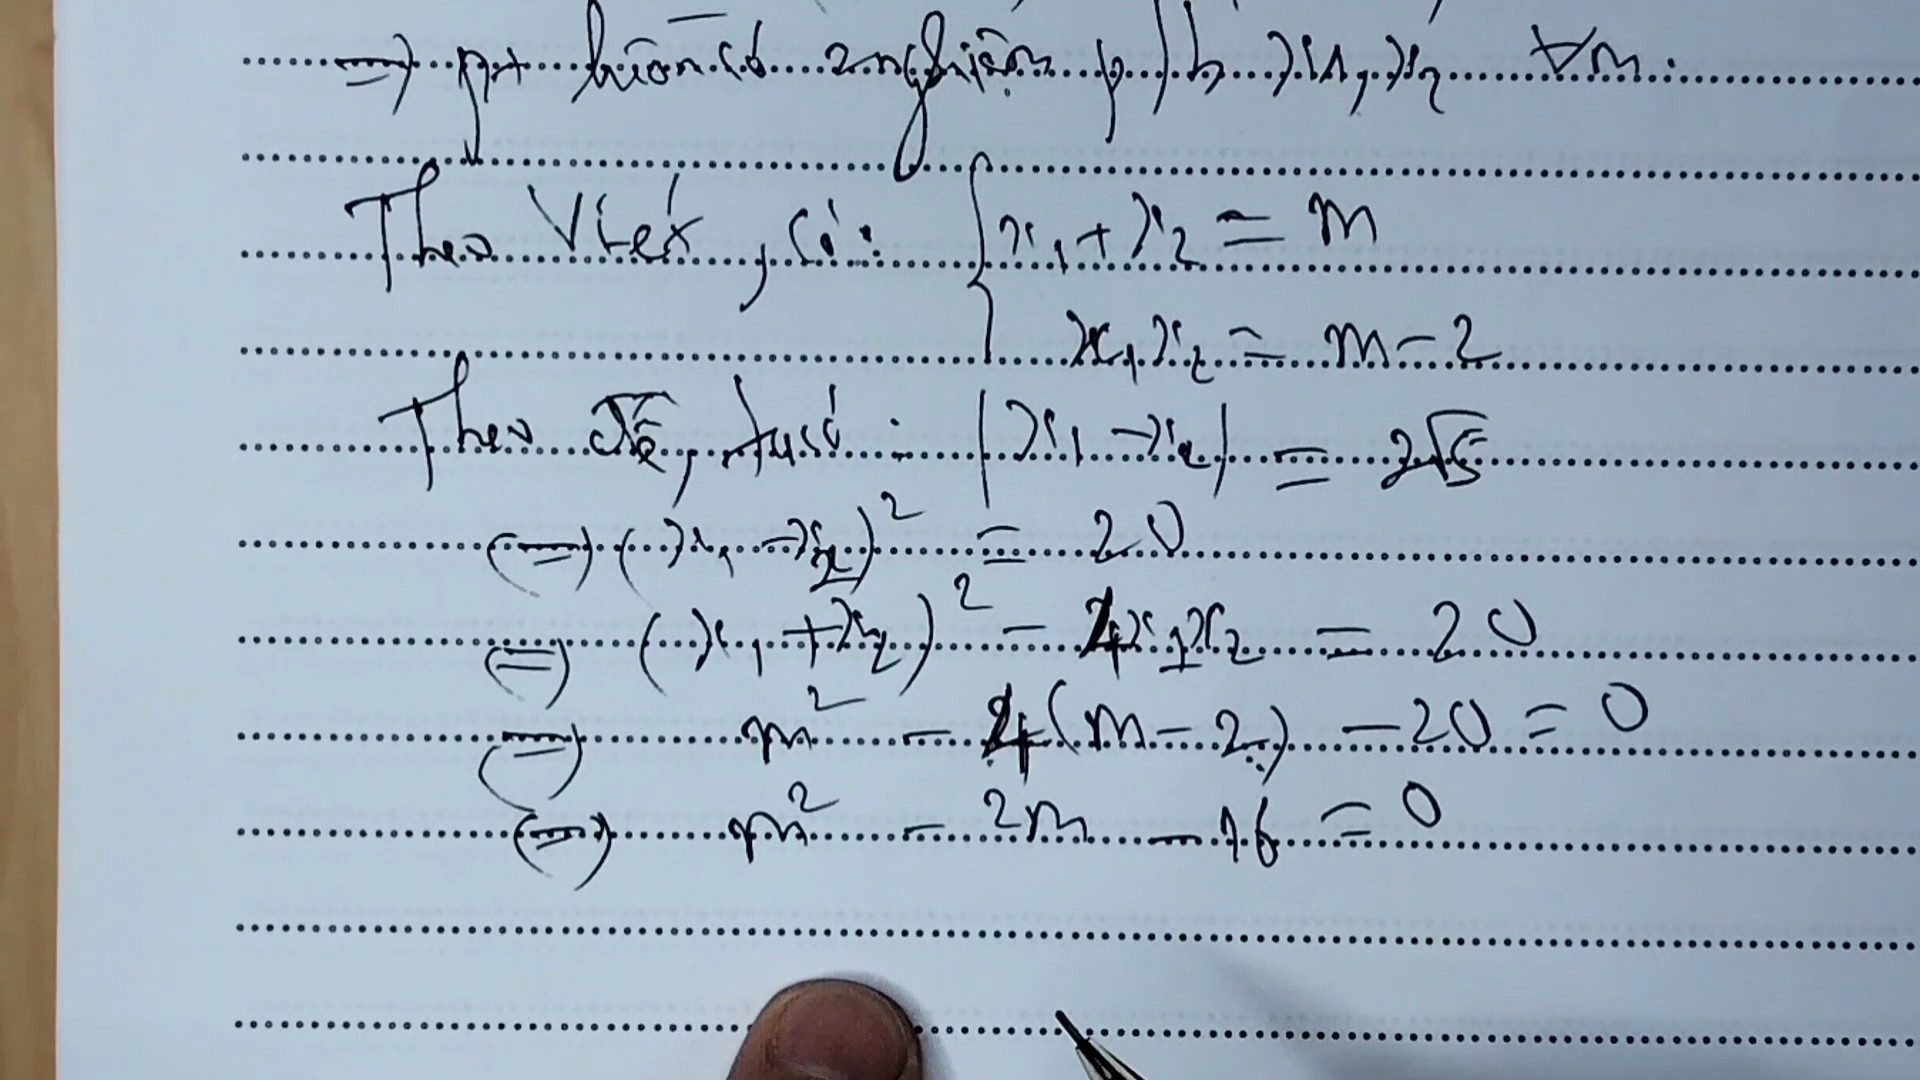 => pt luôn có 2 nghiệm p/b x₁, x₂ ∀m.
Theo Viét, có: { x₁ + x₂ = m
x₁x₂ = m - 2
Theo đề, ta có: |x₁ - x₂| = 2√5
<=> (x₁ - x₂)² = 20
<=> (x₁ + x₂)² - 4x₁x₂ = 20
<=> m² - 4(m - 2) - 20 = 0
<=> m² - 2m - 16 = 0